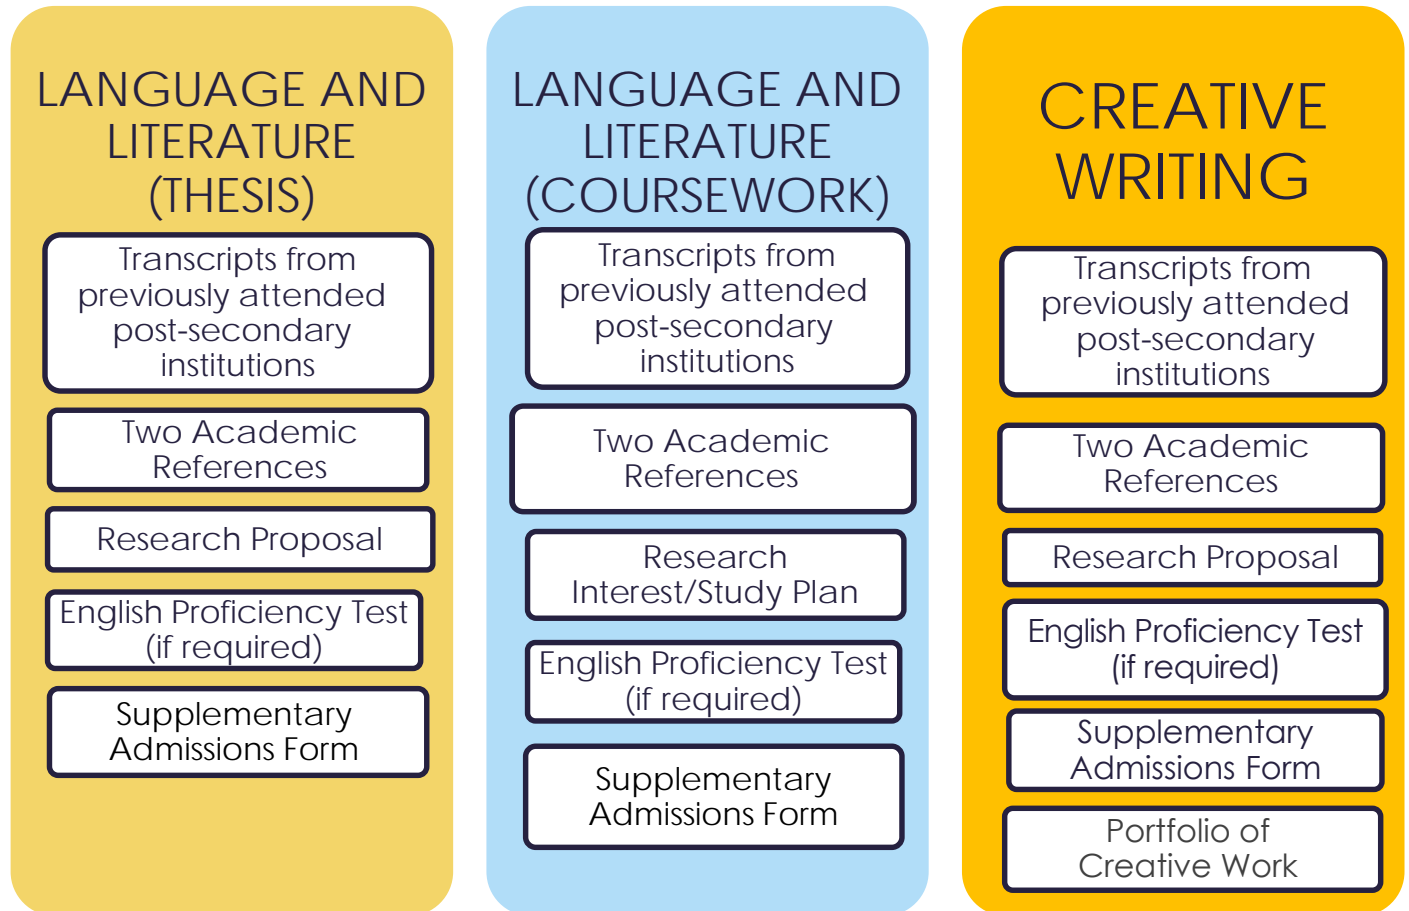 LANGUAGE AND
LITERATURE
(THESIS)
Transcripts from
previously attended
post-secondary
institutions
Two Academic
References
Research Proposal
English Proficiency Test
(if required)
Supplementary
Admissions Form
LANGUAGE AND
LITERATURE
(COURSEWORK)
Transcripts from
previously attended
post-secondary
institutions
Two Academic
References
Research
Interest/Study Plan
English Proficiency Test
(if required)
Supplementary
Admissions Form
CREATIVE
WRITING
Transcripts from
previously attended
post-secondary
institutions
Two Academic
References
Research Proposal
English Proficiency Test
(if required)
Supplementary
Admissions Form
Portfolio of
Creative Work